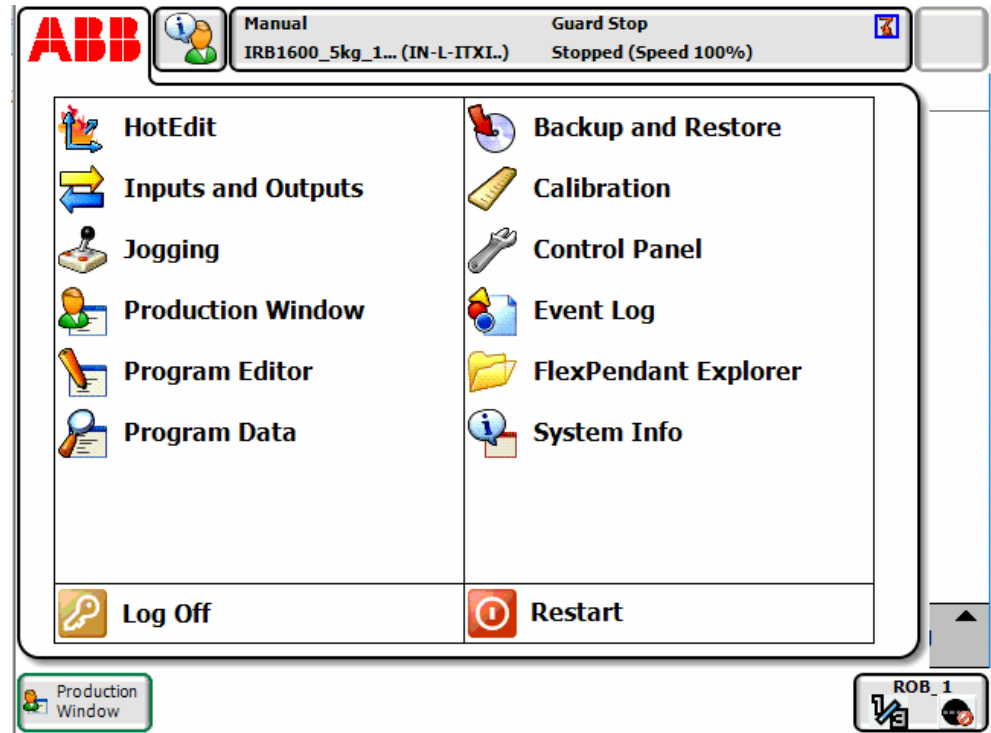 ABB
Manual
Guard Stop
IRB1600_5kg_1... (IN-L-ITXI..)
Stopped (Speed 100%)
HotEdit
Backup and Restore
Inputs and Outputs
Calibration
Jogging
Control Panel
Production Window
Event Log
Program Editor
FlexPendant Explorer
Program Data
System Info
Log Off
Restart
Production
Window
ROB_1
1/3